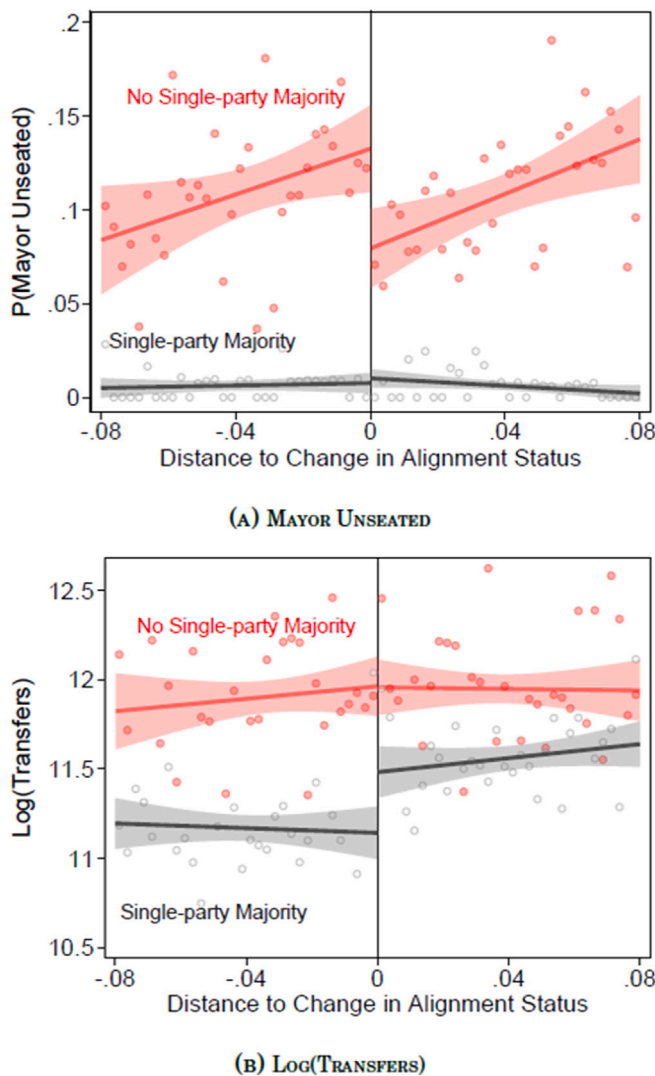 .2
No Single-party Majority
.15
P(Mayor Unseated)
.1
.05
Single-party Majority
0
-.08 -.04 0 .04 .08
Distance to Change in Alignment Status
(A) MAYOR UNSEATED
12.5
No Single-party Majority
12
Log(Transfers)
11.5
11
Single-party Majority
10.5
-.08 -.04 0 .04 .08
Distance to Change in Alignment Status
(B) LOG(TRANSFERS)